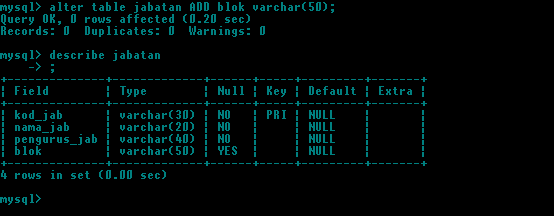 mysql> alter table jabatan ADD blok varchar(50);
Query OK, 0 rows affected (0.20 sec)
Records: 0  Duplicates: 0  Warnings: 0
mysql> describe jabatan
    -> ;
+---------------+-------------+------+-----+---------+-------+
| Field         | Type        | Null | Key | Default | Extra |
+---------------+-------------+------+-----+---------+-------+
| kod_jab       | varchar(30) | NO   | PRI | NULL    |       |
| nama_jab      | varchar(20) | NO   |     | NULL    |       |
| pengurus_jab  | varchar(40) | NO   |     | NULL    |       |
| blok          | varchar(50) | YES  |     | NULL    |       |
+---------------+-------------+------+-----+---------+-------+
4 rows in set (0.00 sec)
mysql>